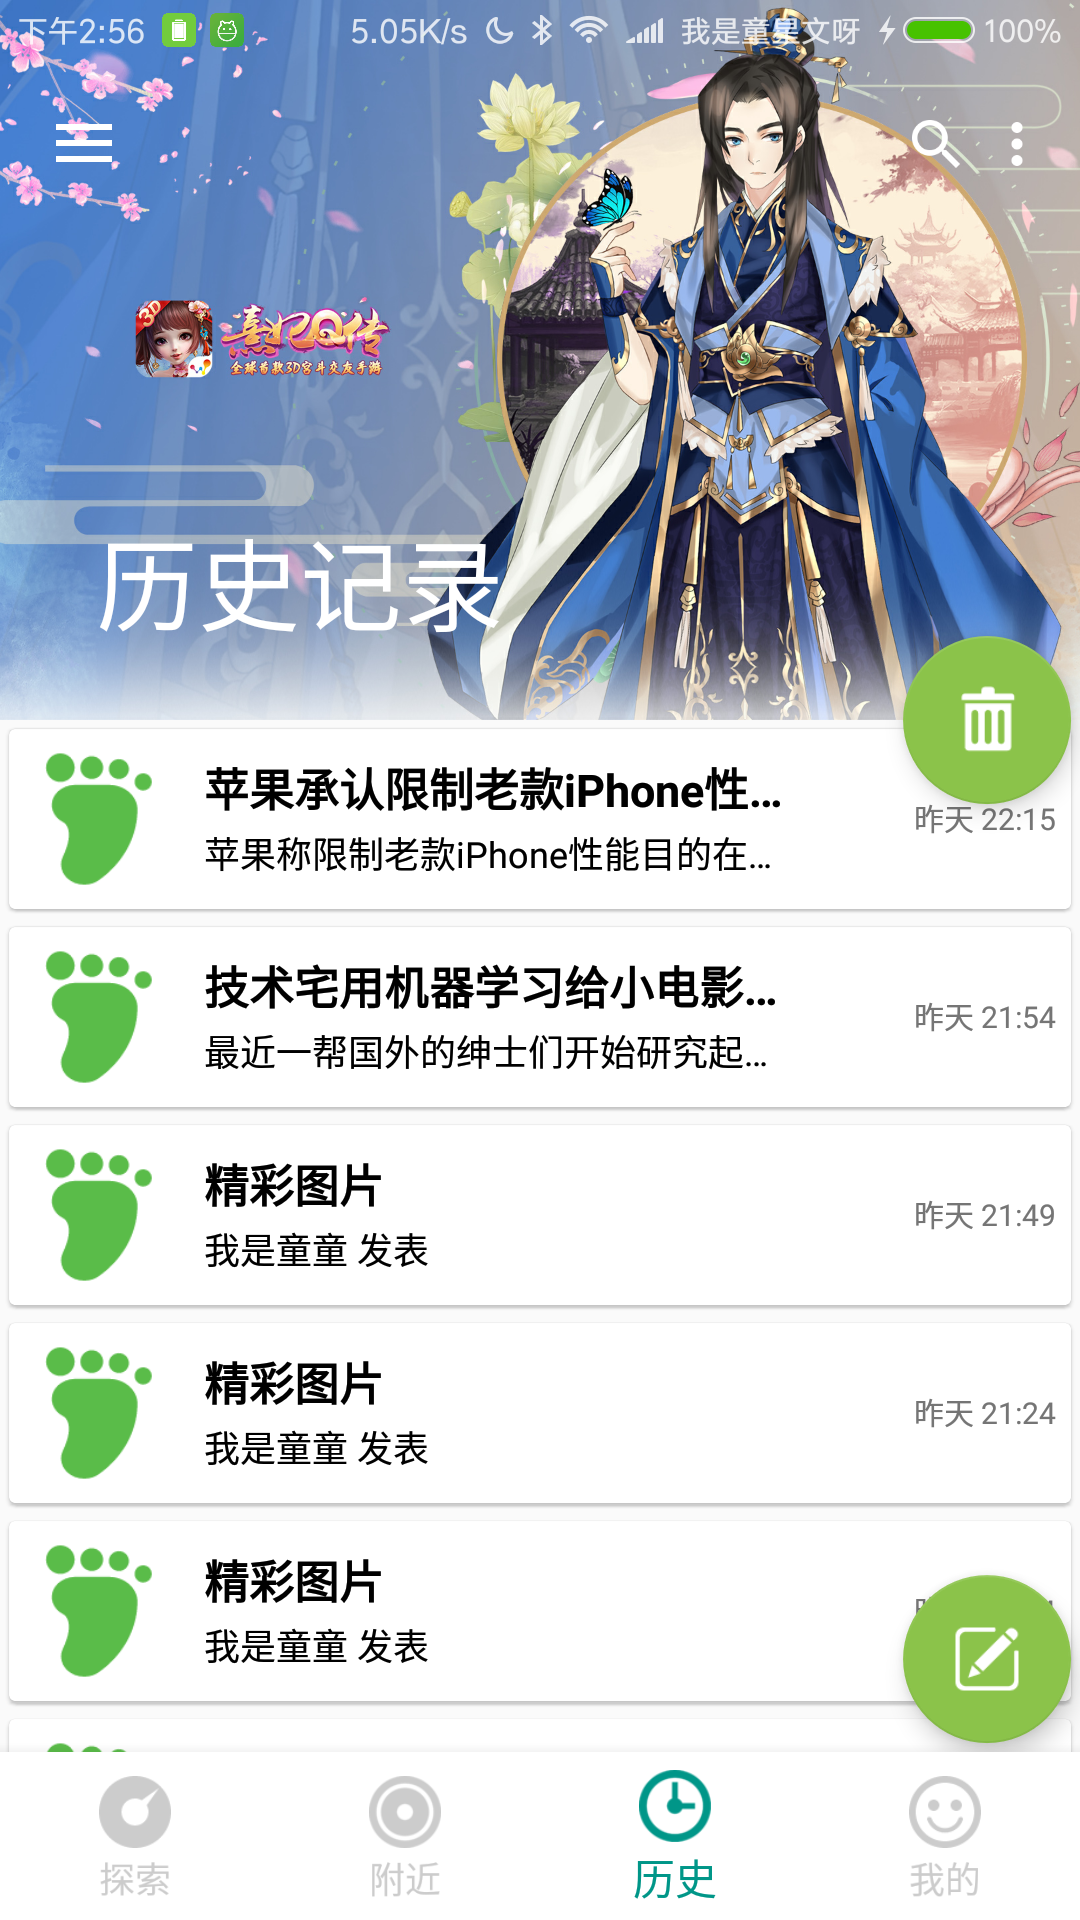 下午2:56 5.05K/s 我是童果文呀 100%
3D
熹妃Q传
全球首款3D宫斗交友手游
历史记录
苹果承认限制老款iPhone性...
苹果称限制老款iPhone性能目的在...
昨天 22:15
技术宅用机器学习给小电影...
最近一帮国外的绅士们开始研究起...
昨天 21:54
精彩图片
我是童童 发表
昨天 21:49
精彩图片
我是童童 发表
昨天 21:24
精彩图片
我是童童 发表
探索 附近 历史 我的